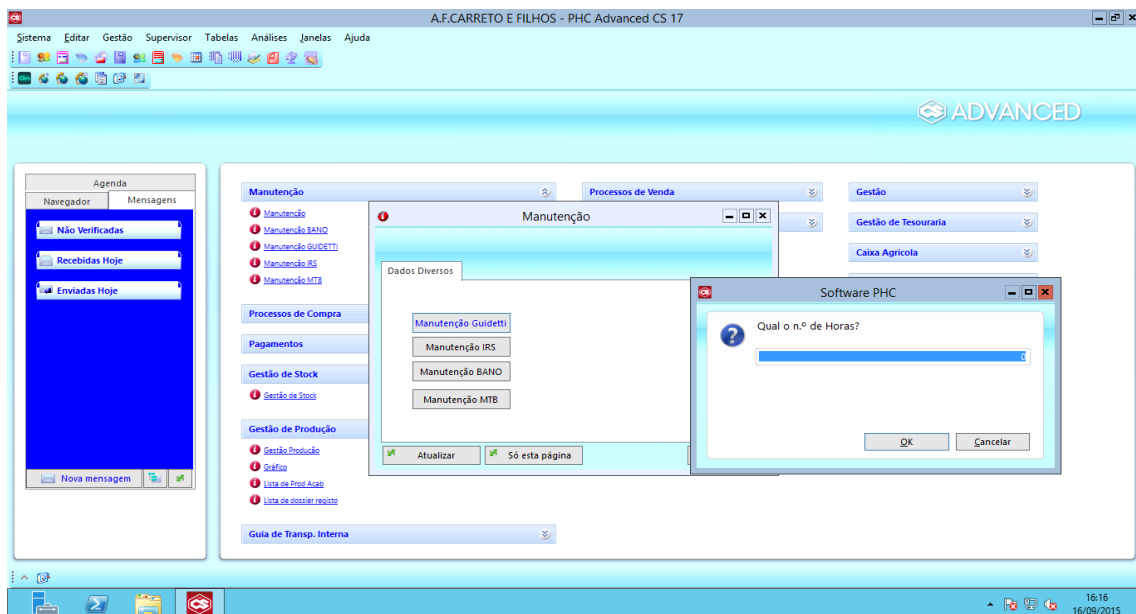 A.F.CARRETO E FILHOS - PHC Advanced CS 17
Sistema Editar Gestão Supervisor Tabelas Análises Janelas Ajuda
CS ADVANCED
Agenda
Navegador Mensagens
Não Verificadas
Recebidas Hoje
Enviadas Hoje
Nova mensagem
Manutenção
Manutenção
Manutenção BANO
Manutenção GUIDETTI
Manutenção IRS
Manutenção MTB
Processos de Compra
Pagamentos
Gestão de Stock
Gestão de Stock
Gestão de Produção
Gestão Produção
Gráfico
Lista de Prod Acab
Lista de dossier registo
Guia de Transp. Interna
Processos de Venda
Gestão
Gestão de Tesouraria
Caixa Agricola
Manutenção
Dados Diversos
Manutenção Guidetti
Manutenção IRS
Manutenção BANO
Manutenção MTB
Atualizar Só esta página
Software PHC
Qual o n.º de Horas?
0
OK Cancelar
16:16
16/09/2015